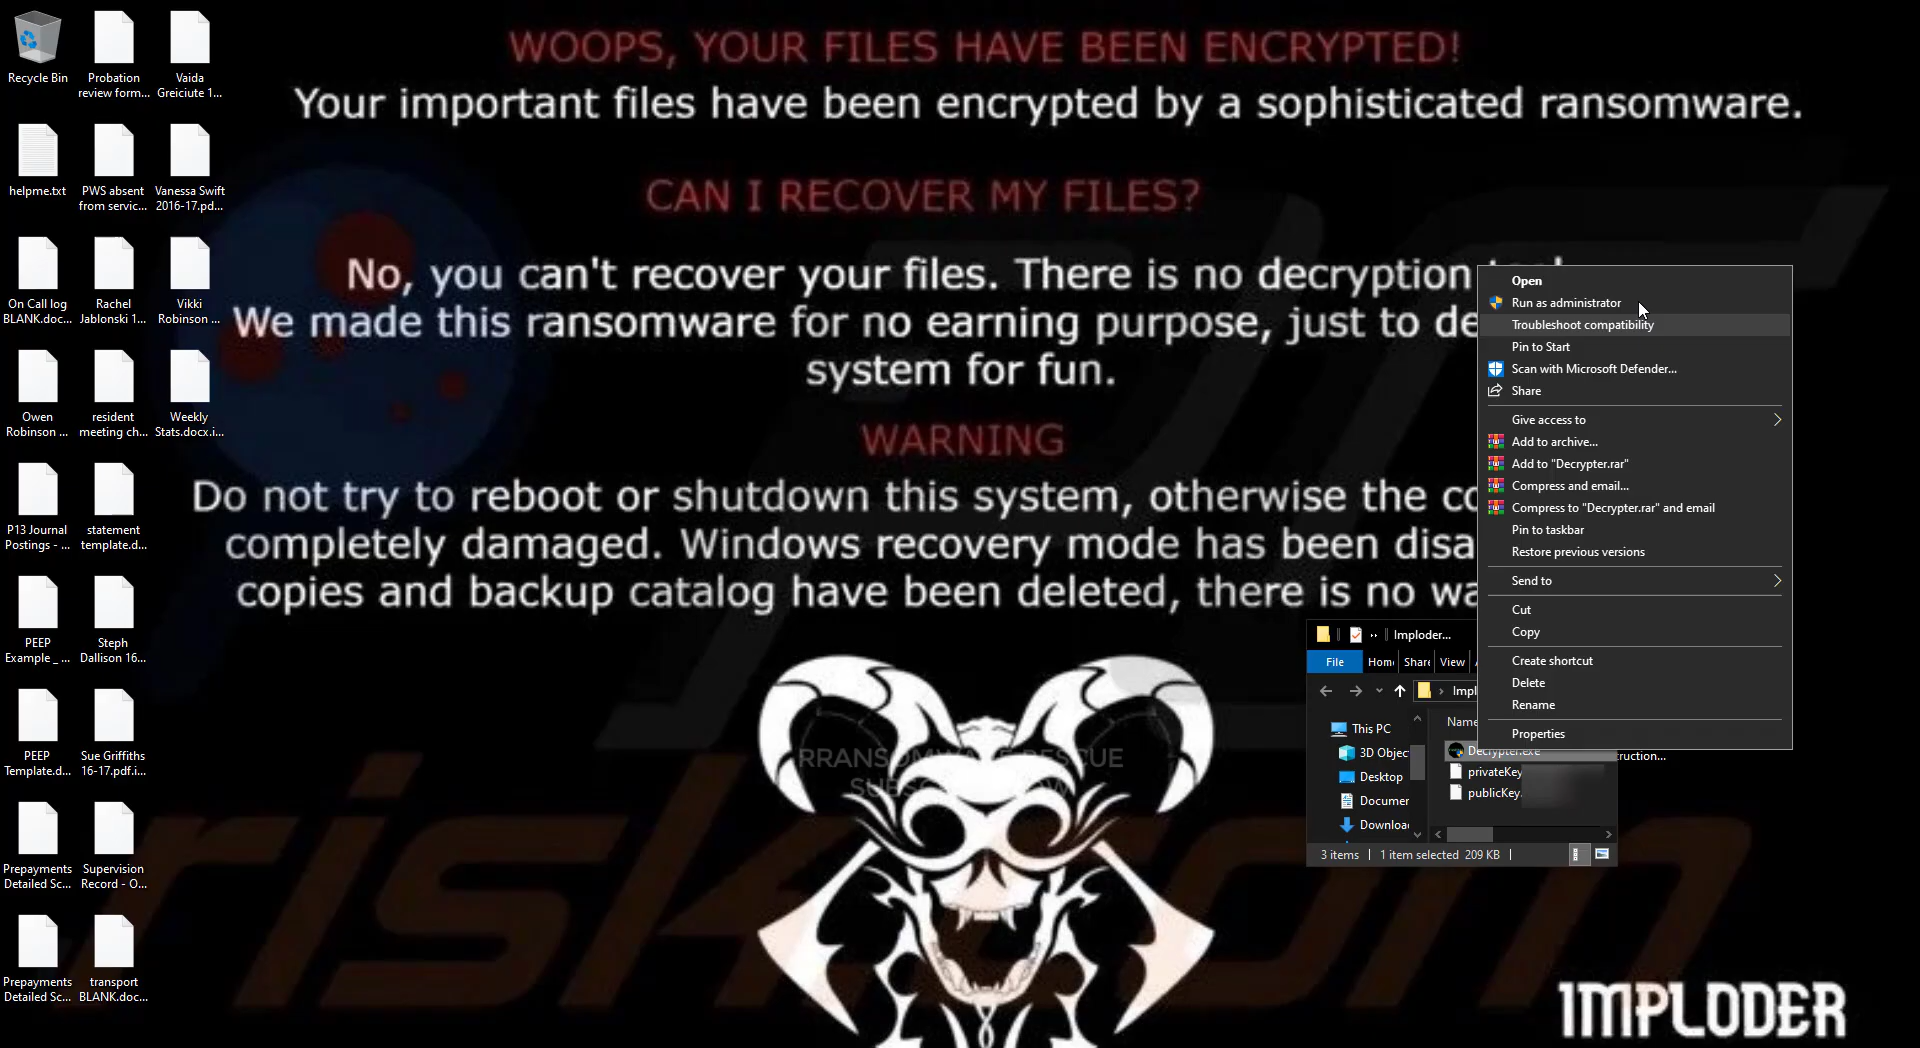 WOOPS, YOUR FILES HAVE BEEN ENCRYPTED!
Your important files have been encrypted by a sophisticated ransomware.
CAN I RECOVER MY FILES?
No, you can't recover your files. There is no decryption
We made this ransomware for no earning purpose, just to de
system for fun.
WARNING
Do not try to reboot or shutdown this system, otherwise the co
completely damaged. Windows recovery mode has been disa
copies and backup catalog have been deleted, there is no wa
RRANSOMWARE RESCUE
IMPLODER
Recycle Bin
Probation
review form...
Vaida
Greiciute 1...
helpme.txt
PWS absent
from servic...
Vanessa Swift
2016-17.pd...
On Call log
BLANK.doc...
Rachel
Jablonski 1...
Vikki
Robinson ...
Owen
Robinson ...
resident
meeting ch...
Weekly
Stats.docx.i...
P13 Journal
Postings - ...
statement
template.d...
PEEP
Example _ ...
Steph
Dallison 16...
PEEP
Template.d...
Sue Griffiths
16-17.pdf.i...
Prepayments
Detailed Sc...
Supervision
Record - O...
Prepayments
Detailed Sc...
transport
BLANK.doc...
Open
Run as administrator
Troubleshoot compatibility
Pin to Start
Scan with Microsoft Defender...
Share
Give access to
Add to archive...
Add to "Decrypter.rar"
Compress and email...
Compress to "Decrypter.rar" and email
Pin to taskbar
Restore previous versions
Send to
Cut
Copy
Create shortcut
Delete
Rename
Properties
Imploder...
File Home Share View
Impl
This PC
3D Objec
Desktop
Documer
Downloa
Name
Decrypter.exe
privateKey
publicKey.
ruction...
3 items 1 item selected 209 KB